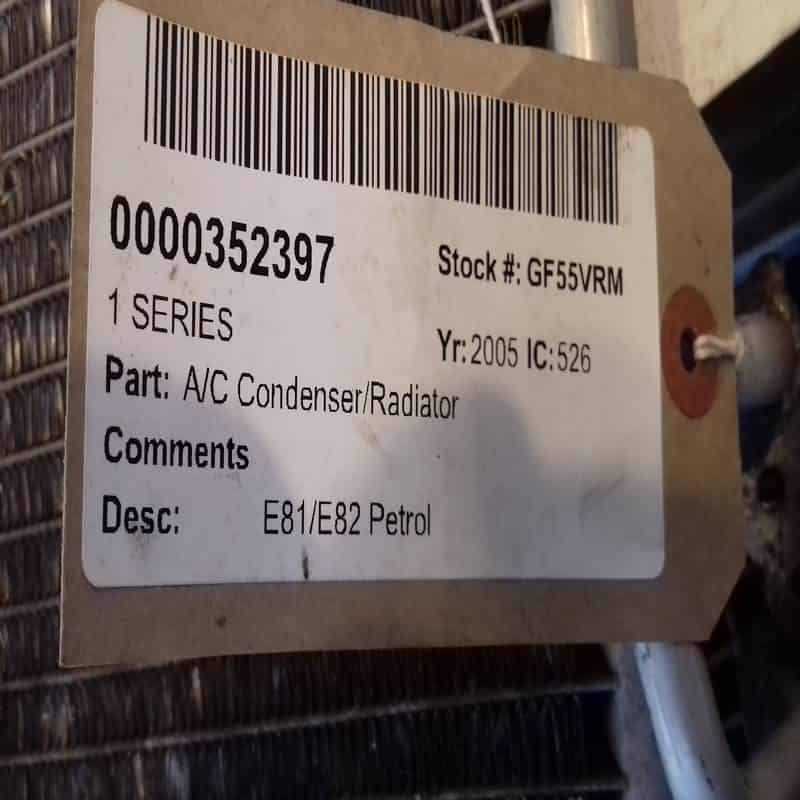 0000352397
Stock #: GF55VRM
1 SERIES
Yr: 2005 IC: 526
Part: A/C Condenser/Radiator
Comments
Desc: E81/E82 Petrol